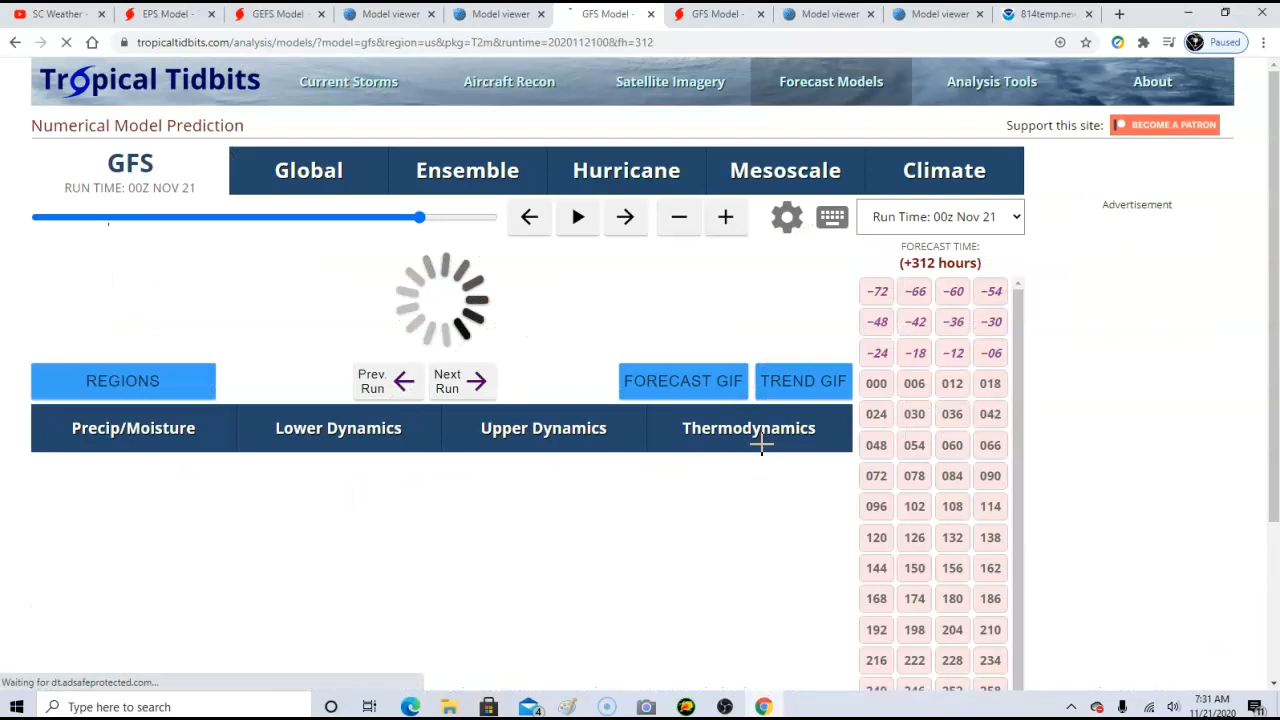 SC Weather - EPS Model - GEFS Model - Model viewer Model viewer GFS Model - GFS Model - Model viewer Model viewer 814temp.new
tropicaltidbits.com/analysis/models/?model=gfs&region=us&pkg=T2m&runtime=2020112100&fh=312 Paused
Tropical Tidbits Current Storms Aircraft Recon Satellite Imagery Forecast Models Analysis Tools About
Numerical Model Prediction Support this site: BECOME A PATRON
GFS Global Ensemble Hurricane Mesoscale Climate
RUN TIME: 00Z NOV 21
Run Time: 00z Nov 21
Advertisement
FORECAST TIME:
(+312 hours)
−72 −66 −60 −54
−48 −42 −36 −30
−24 −18 −12 −06
000 006 012 018
024 030 036 042
048 054 060 066
072 078 084 090
096 102 108 114
120 126 132 138
144 150 156 162
168 174 180 186
192 198 204 210
216 222 228 234
REGIONS Prev. Run Next Run FORECAST GIF TREND GIF
Precip/Moisture Lower Dynamics Upper Dynamics Thermodynamics
Waiting for dt.adsafeprotected.com...
Type here to search 4 7:31 AM
11/21/2020